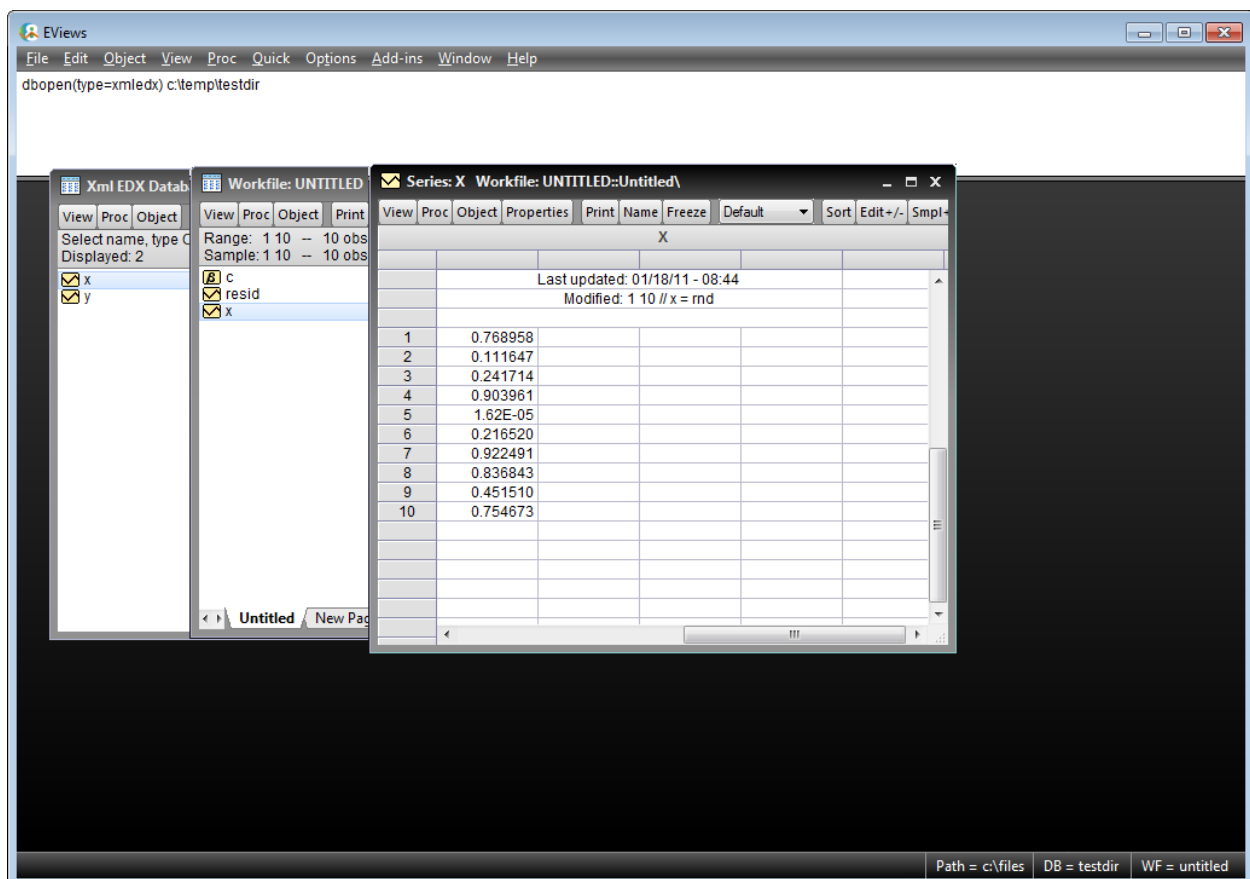 EViews
File Edit Object View Proc Quick Options Add-ins Window Help
dbopen(type=xmledx) c:\temp\testdir
Xml EDX Datab
View Proc Object
Select name, type C
Displayed: 2
x
y
Workfile: UNTITLED
View Proc Object Print
Range: 1 10 -- 10 obs
Sample: 1 10 -- 10 obs
β c
resid
x
Untitled New Pag
Series: X Workfile: UNTITLED::Untitled\
View Proc Object Properties Print Name Freeze Default Sort Edit+/- Smpl+
X
Last updated: 01/18/11 - 08:44
Modified: 1 10 // x = rnd
1 0.768958
2 0.111647
3 0.241714
4 0.903961
5 1.62E-05
6 0.216520
7 0.922491
8 0.836843
9 0.451510
10 0.754673
Path = c:\files DB = testdir WF = untitled